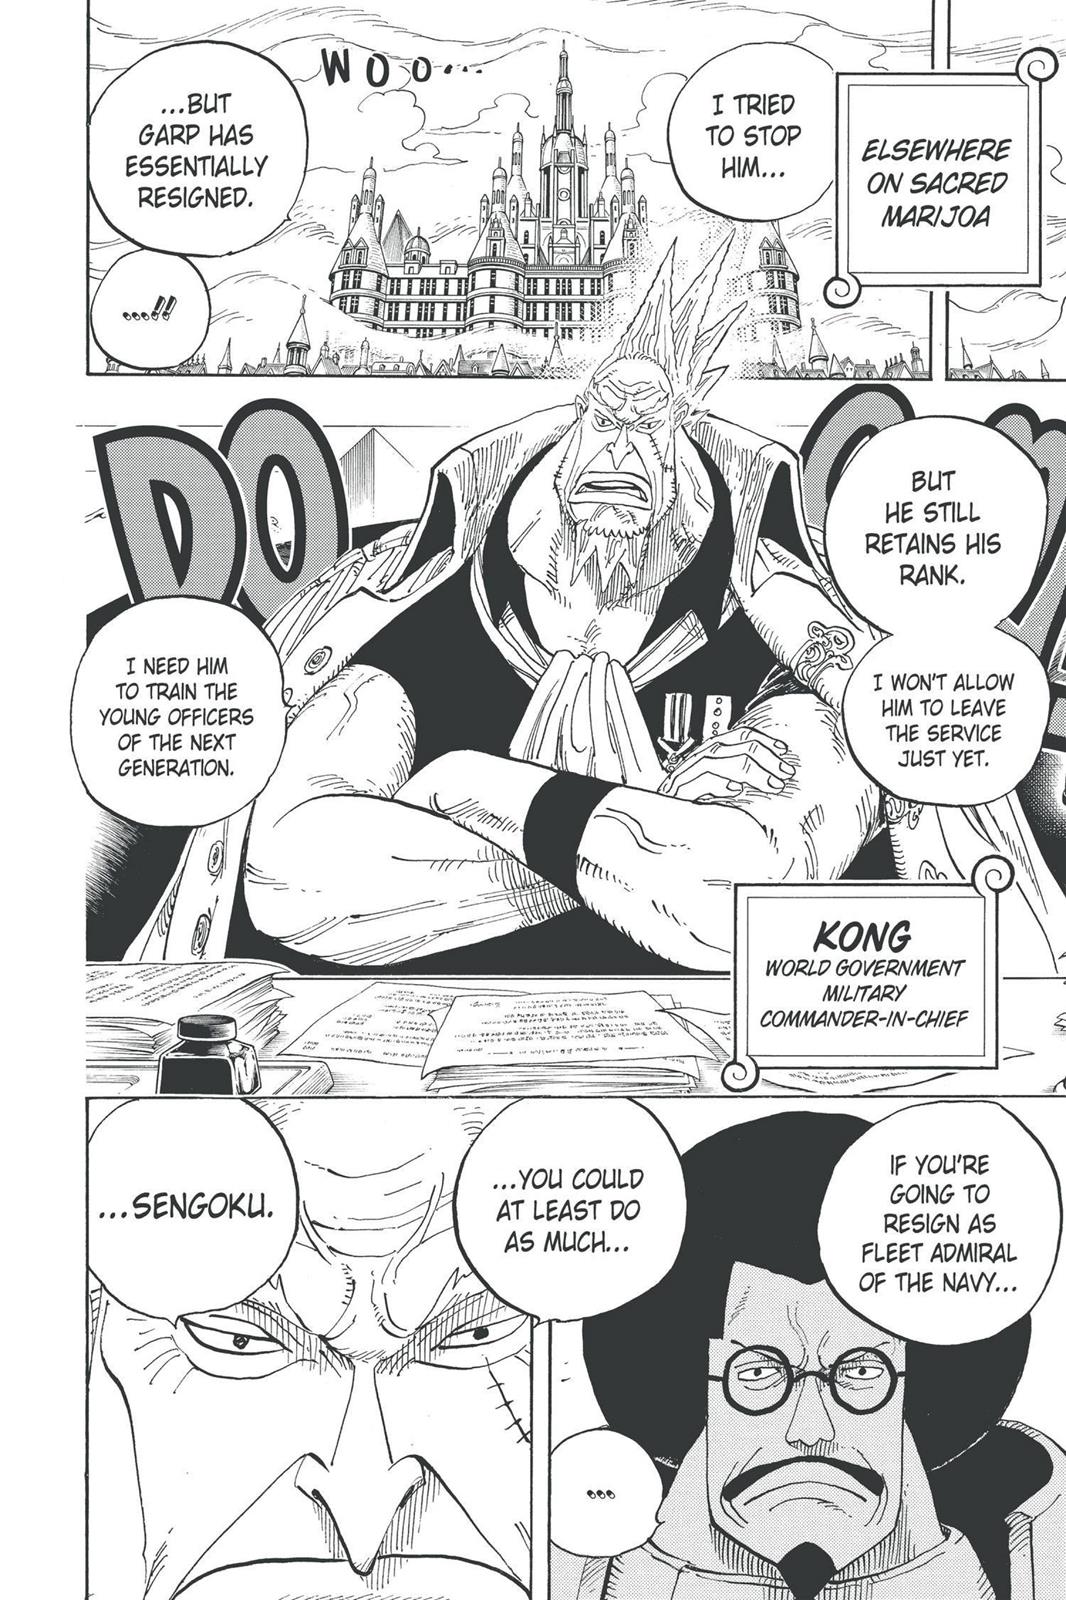 ELSEWHERE
ON SACRED
MARIJOA
I TRIED
TO STOP
HIM...
WOO...
...BUT
GARP HAS
ESSENTIALLY
RESIGNED.
...!!
BUT
HE STILL
RETAINS HIS
RANK.
I WON'T ALLOW
HIM TO LEAVE
THE SERVICE
JUST YET.
DO
I NEED HIM
TO TRAIN THE
YOUNG OFFICERS
OF THE NEXT
GENERATION.
KONG
WORLD GOVERNMENT
MILITARY
COMMANDER-IN-CHIEF
IF YOU'RE
GOING TO
RESIGN AS
FLEET ADMIRAL
OF THE NAVY...
...
...YOU COULD
AT LEAST DO
AS MUCH...
...SENGOKU.